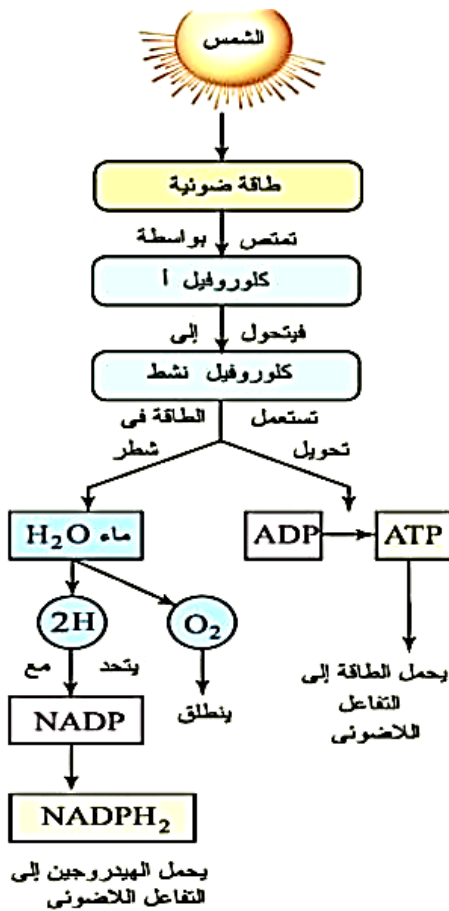 الشمس
طاقة ضوئية
تمتص بواسطة
كلوروفيل أ
فيتحول إلى
كلوروفيل نشط
تستعمل الطاقة فى
تحويل
شطر
ماء H₂O
ADP
ATP
2H
O₂
يتحد مع
ينطلق
يحمل الطاقة إلى
التفاعل
اللاضوئى
NADP
NADPH₂
يحمل الهيدروجين إلى
التفاعل اللاضوئى